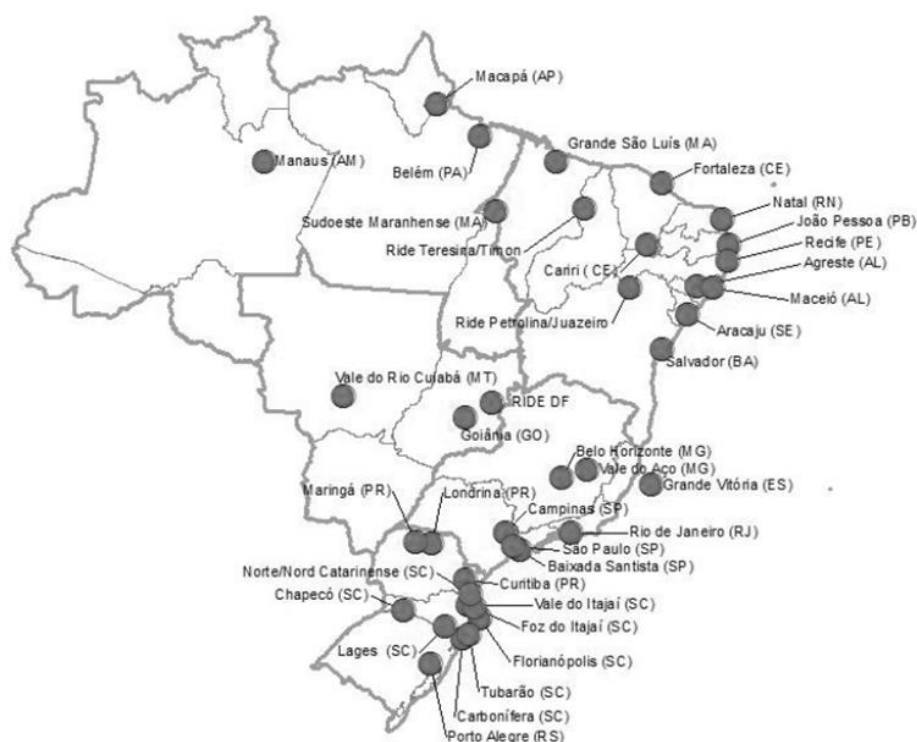 Macapá (AP)
Grande São Luís (MA)
Manaus (AM)
Belém (PA)
Fortaleza (CE)
Natal (RN)
Sudoeste Maranhense (MA)
João Pessoa (PB)
Ride Teresina/Timon
Recife (PE)
Agreste (AL)
Cariri ( CE)
Maceió (AL)
Ride Petrolina/Juazeiro
Aracaju (SE)
Salvador (BA)
Vale do Rio Cuiabá (MT)
RIDE DF
Goiânia (GO)
Belo Horizonte (MG)
Vale do Aço (MG)
Grande Vitória (ES)
Maringá (PR)
Londrina (PR)
Campinas (SP)
Rio de Janeiro (RJ)
São Paulo (SP)
Baixada Santista (SP)
Norte/Nord Catarinense (SC)
Curitiba (PR)
Chapecó (SC)
Vale do Itajaí (SC)
Foz do Itajaí (SC)
Lages (SC)
Florianópolis (SC)
Tubarão (SC)
Carbonífera (SC)
Porto Alegre (RS)